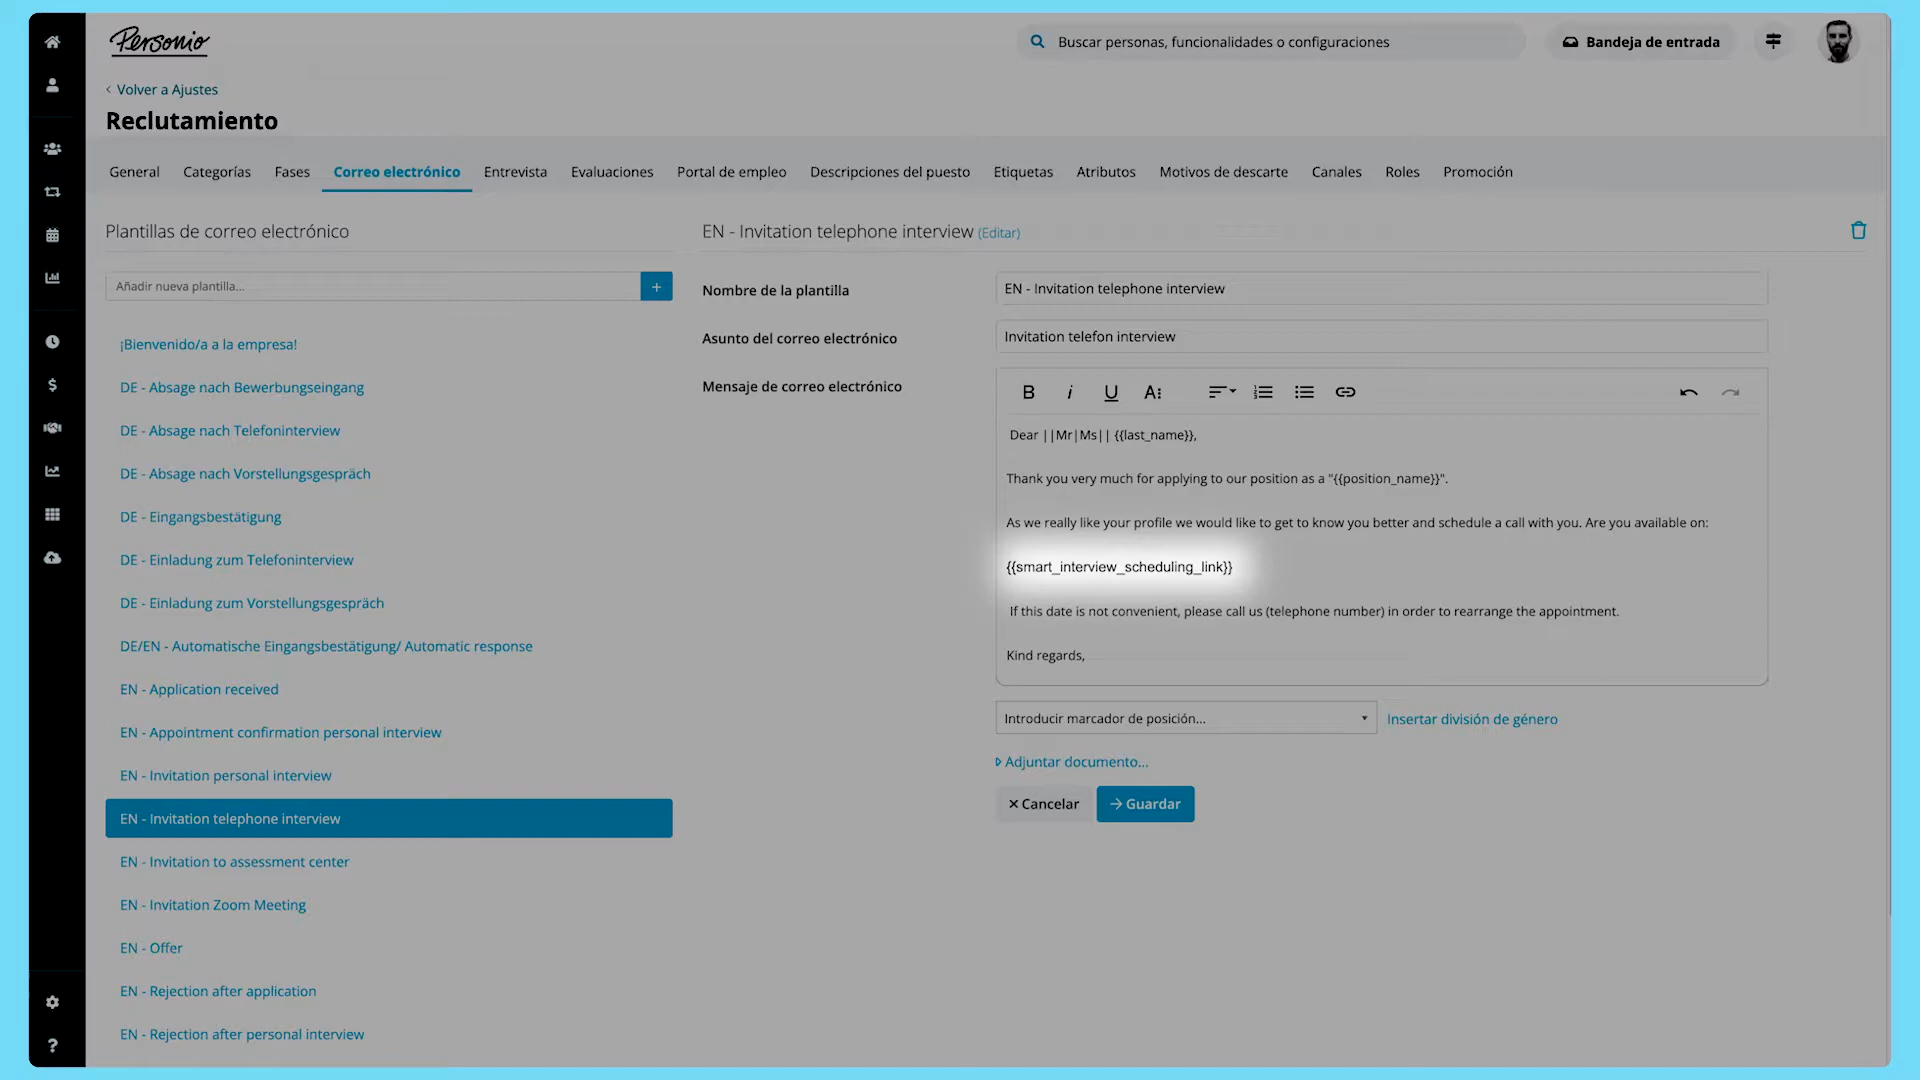 Personio
Buscar personas, funcionalidades o configuraciones
Bandeja de entrada
Volver a Ajustes
Reclutamiento
General
Categorías
Fases
Correo electrónico
Entrevista
Evaluaciones
Portal de empleo
Descripciones del puesto
Etiquetas
Atributos
Motivos de descarte
Canales
Roles
Promoción
Plantillas de correo electrónico
Añadir nueva plantilla...
¡Bienvenido/a a la empresa!
DE - Absage nach Bewerbungseingang
DE - Absage nach Telefoninterview
DE - Absage nach Vorstellungsgespräch
DE - Eingangsbestätigung
DE - Einladung zum Telefoninterview
DE - Einladung zum Vorstellungsgespräch
DE/EN - Automatische Eingangsbestätigung/ Automatic response
EN - Application received
EN - Appointment confirmation personal interview
EN - Invitation personal interview
EN - Invitation telephone interview
EN - Invitation to assessment center
EN - Invitation Zoom Meeting
EN - Offer
EN - Rejection after application
EN - Rejection after personal interview
EN - Invitation telephone interview (Editar)
Nombre de la plantilla
EN - Invitation telephone interview
Asunto del correo electrónico
Invitation telefon interview
Mensaje de correo electrónico
Dear ||Mr|Ms|| {{last_name}},
Thank you very much for applying to our position as a "{{position_name}}".
As we really like your profile we would like to get to know you better and schedule a call with you. Are you available on:
{{smart_interview_scheduling_link}}
If this date is not convenient, please call us (telephone number) in order to rearrange the appointment.
Kind regards,
Introducir marcador de posición...
Insertar división de género
Adjuntar documento...
Cancelar
Guardar